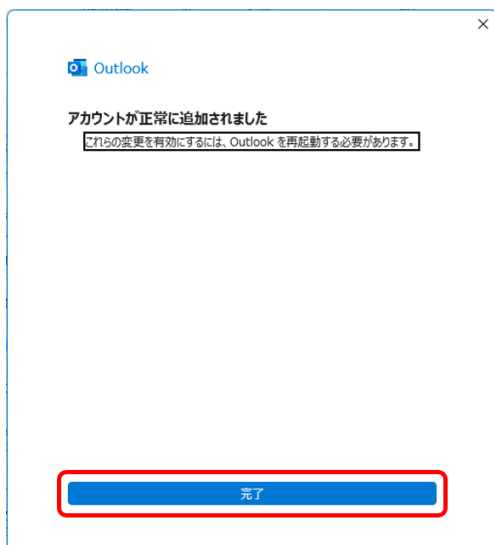 Outlook
アカウントが正常に追加されました
これらの変更を有効にするには、Outlook を再起動する必要があります。
完了